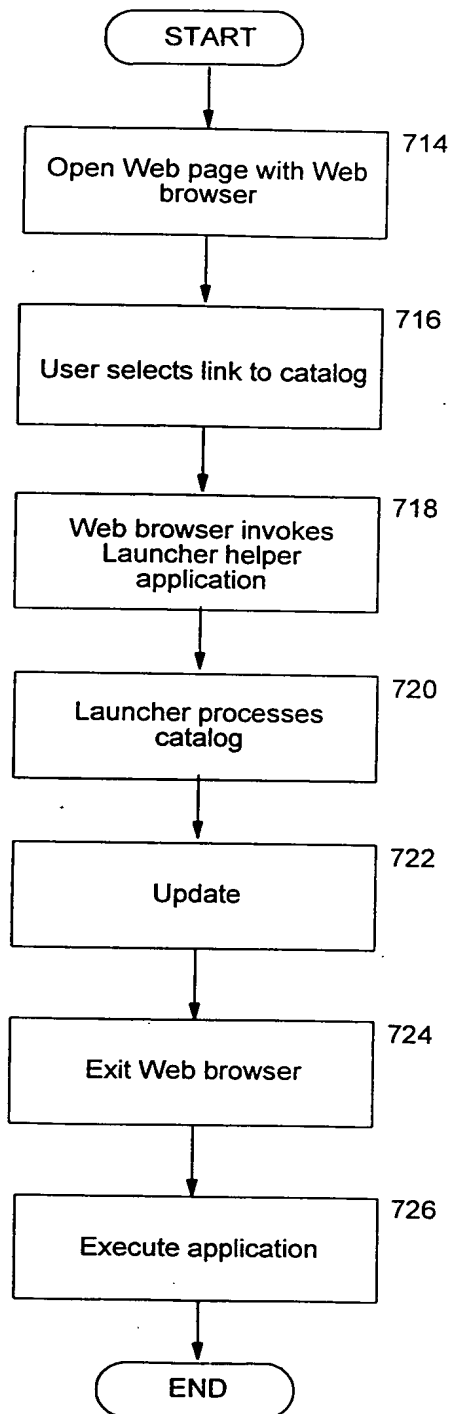 START
714
Open Web page with Web
browser
716
User selects link to catalog
718
Web browser invokes
Launcher helper
application
720
Launcher processes
catalog
722
Update
724
Exit Web browser
726
Execute application
END